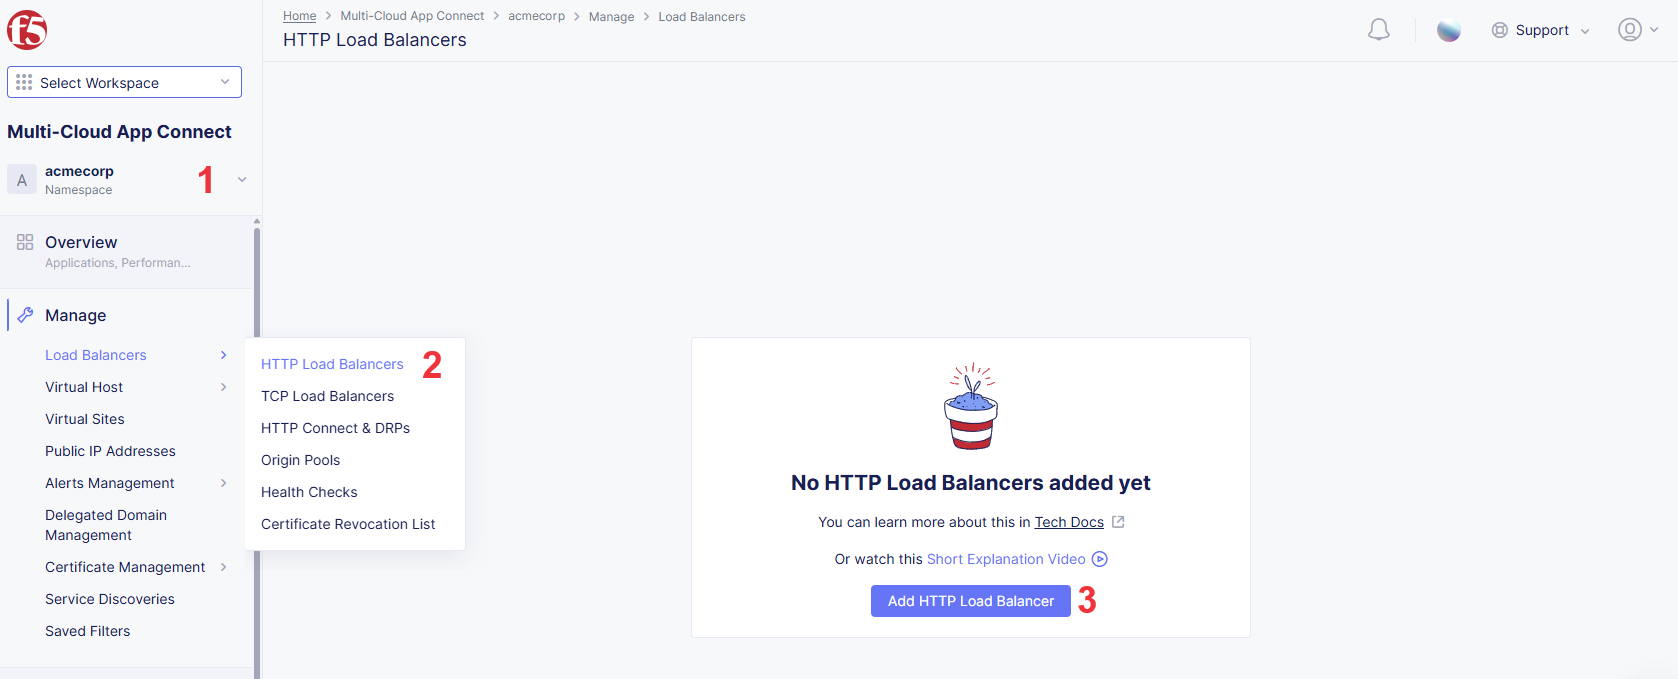 f5
Home > Multi-Cloud App Connect > acmecorp > Manage > Load Balancers
HTTP Load Balancers
Support
Select Workspace
Multi-Cloud App Connect
A
acmecorp
Namespace
1
Overview
Applications, Performan...
Manage
Load Balancers
Virtual Host
Virtual Sites
Public IP Addresses
Alerts Management
Delegated Domain
Management
Certificate Management
Service Discoveries
Saved Filters
HTTP Load Balancers 2
TCP Load Balancers
HTTP Connect & DRPs
Origin Pools
Health Checks
Certificate Revocation List
No HTTP Load Balancers added yet
You can learn more about this in Tech Docs
Or watch this Short Explanation Video
Add HTTP Load Balancer 3